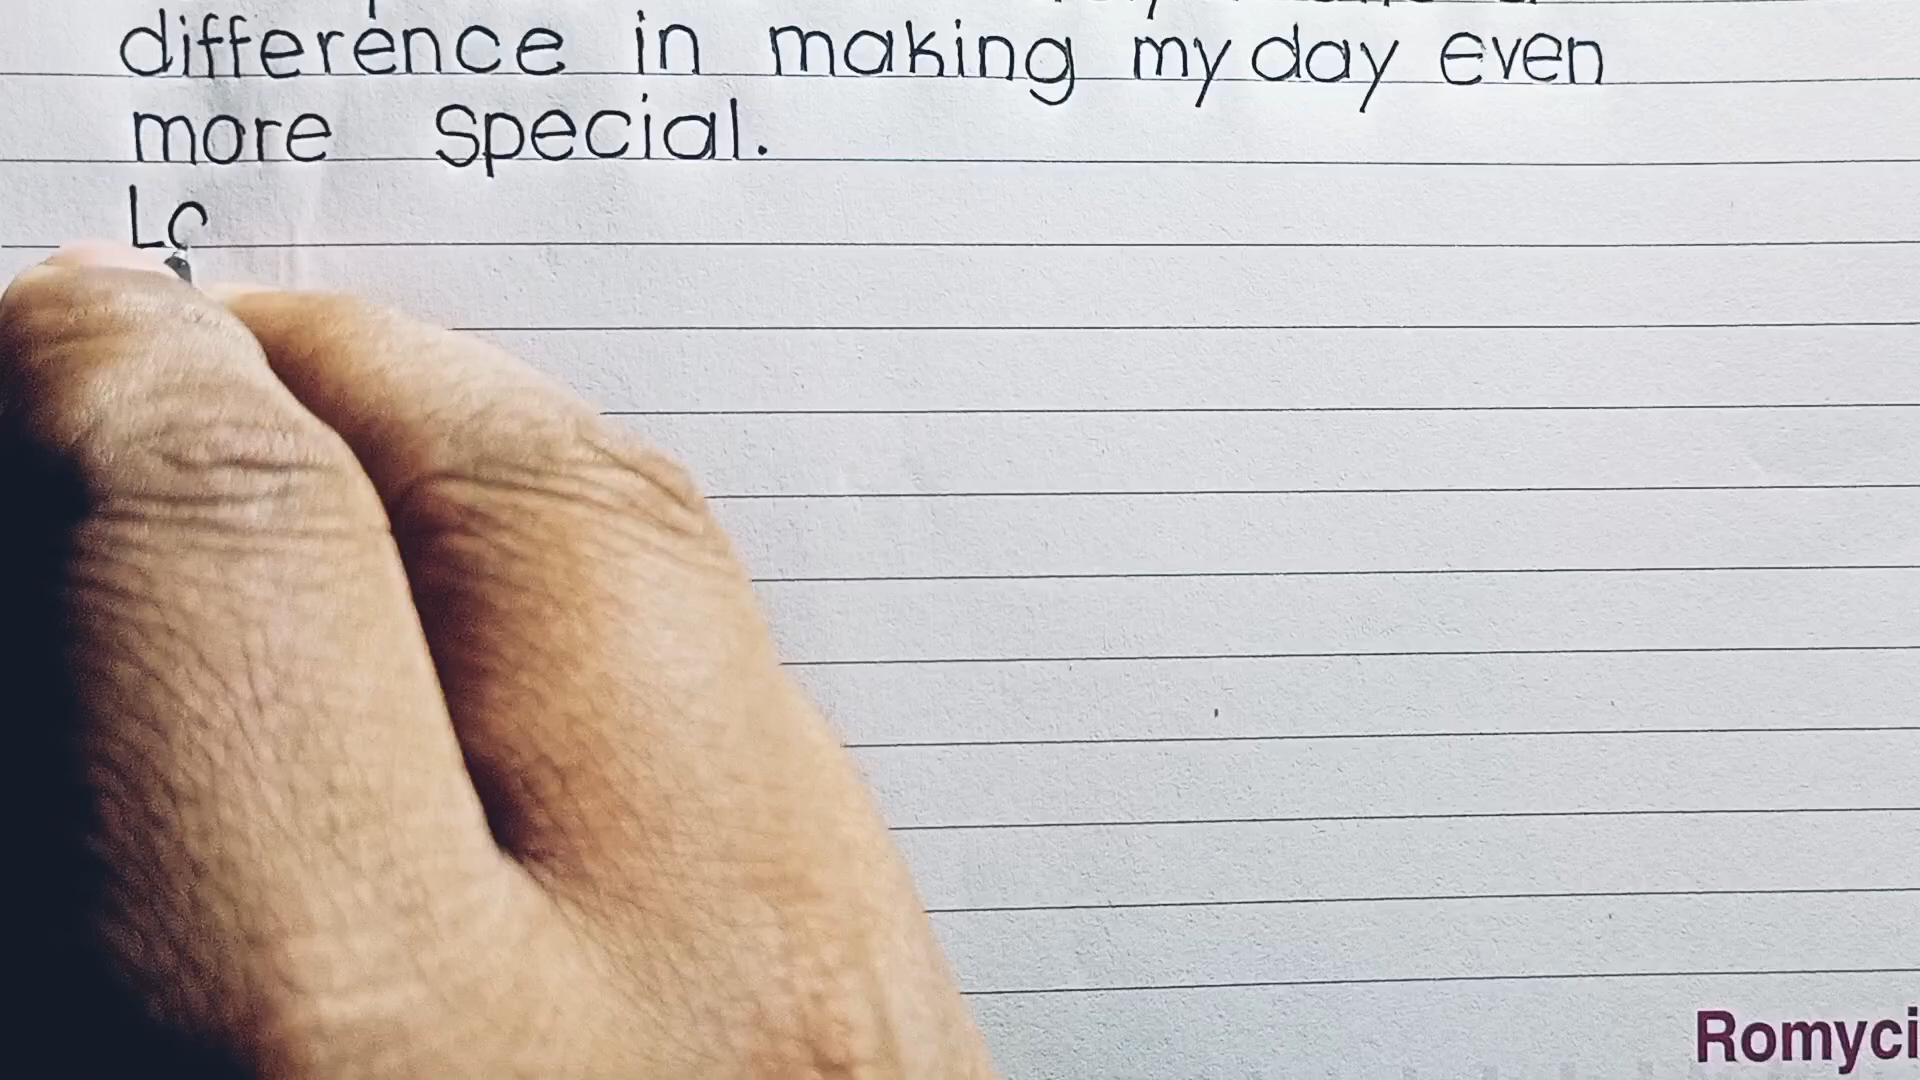 difference in making my day even
more special.
Lo
Romyci